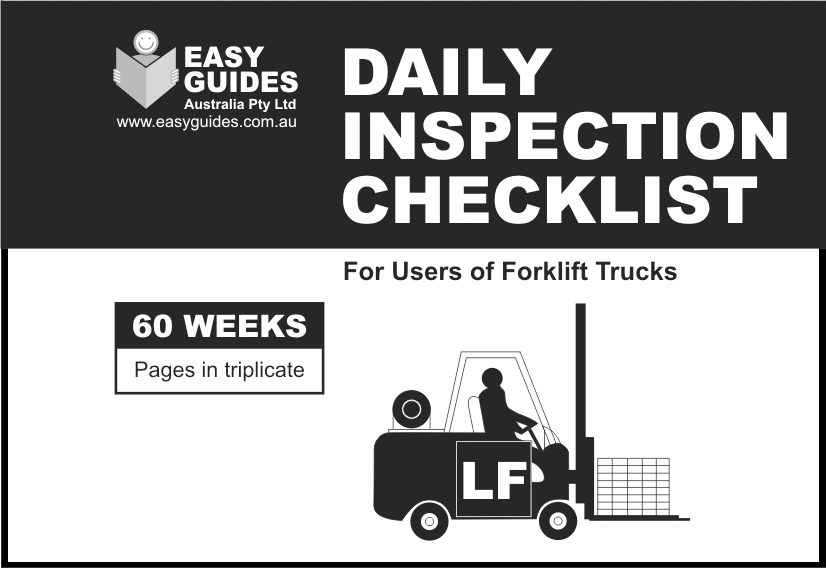 EASY
GUIDES
Australia Pty Ltd
www.easyguides.com.au
DAILY
INSPECTION
CHECKLIST
For Users of Forklift Trucks
60 WEEKS
Pages in triplicate
LF